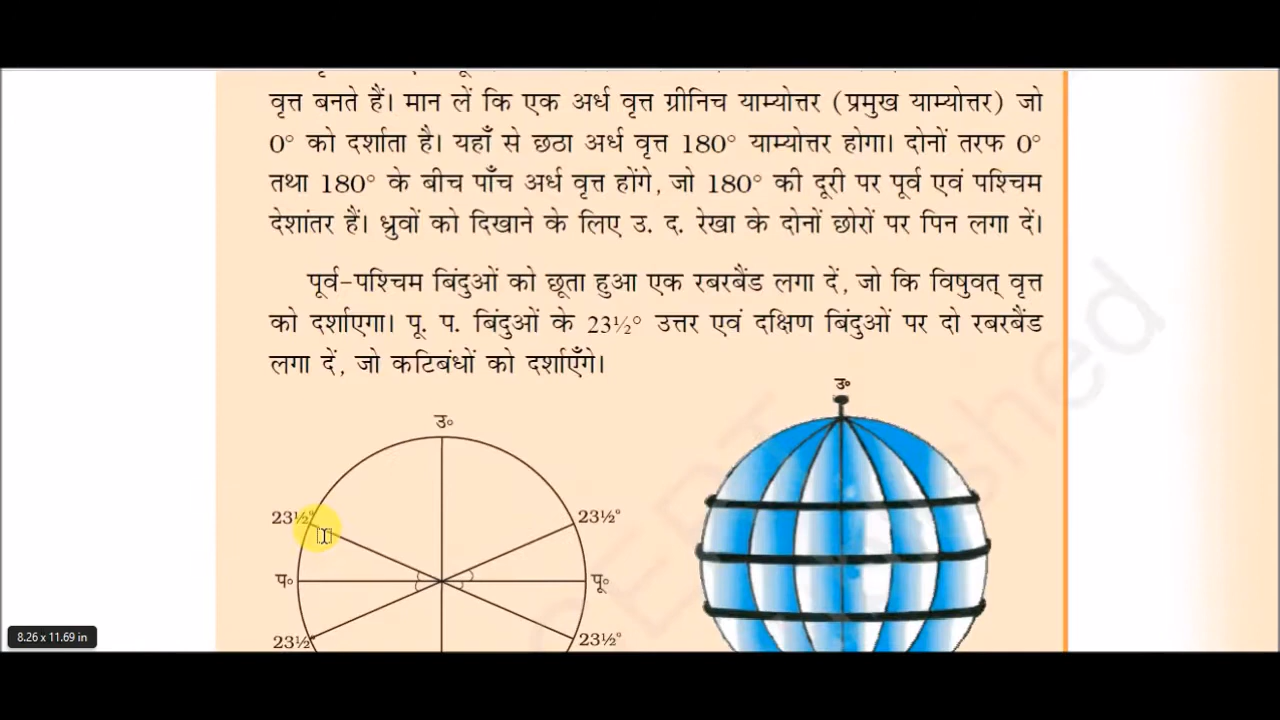 वृत्त बनते हैं। मान लें कि एक अर्ध वृत्त ग्रीनिच याम्योत्तर (प्रमुख याम्योत्तर) जो
0° को दर्शाता है। यहाँ से छठा अर्ध वृत्त 180° याम्योत्तर होगा। दोनों तरफ 0°
तथा 180° के बीच पाँच अर्ध वृत्त होंगे, जो 180° की दूरी पर पूर्व एवं पश्चिम
देशांतर हैं। ध्रुवों को दिखाने के लिए उ. द. रेखा के दोनों छोरों पर पिन लगा दें।
पूर्व-पश्चिम बिंदुओं को छूता हुआ एक रबरबैंड लगा दें, जो कि विषुवत् वृत्त
को दर्शाएगा। पू. प. बिंदुओं के 23½° उत्तर एवं दक्षिण बिंदुओं पर दो रबरबैंड
लगा दें, जो कटिबंधों को दर्शाएँगे।
उ॰
उ॰
23½°
23½°
प॰
पू॰
23½
23½°
8.26 x 11.69 in